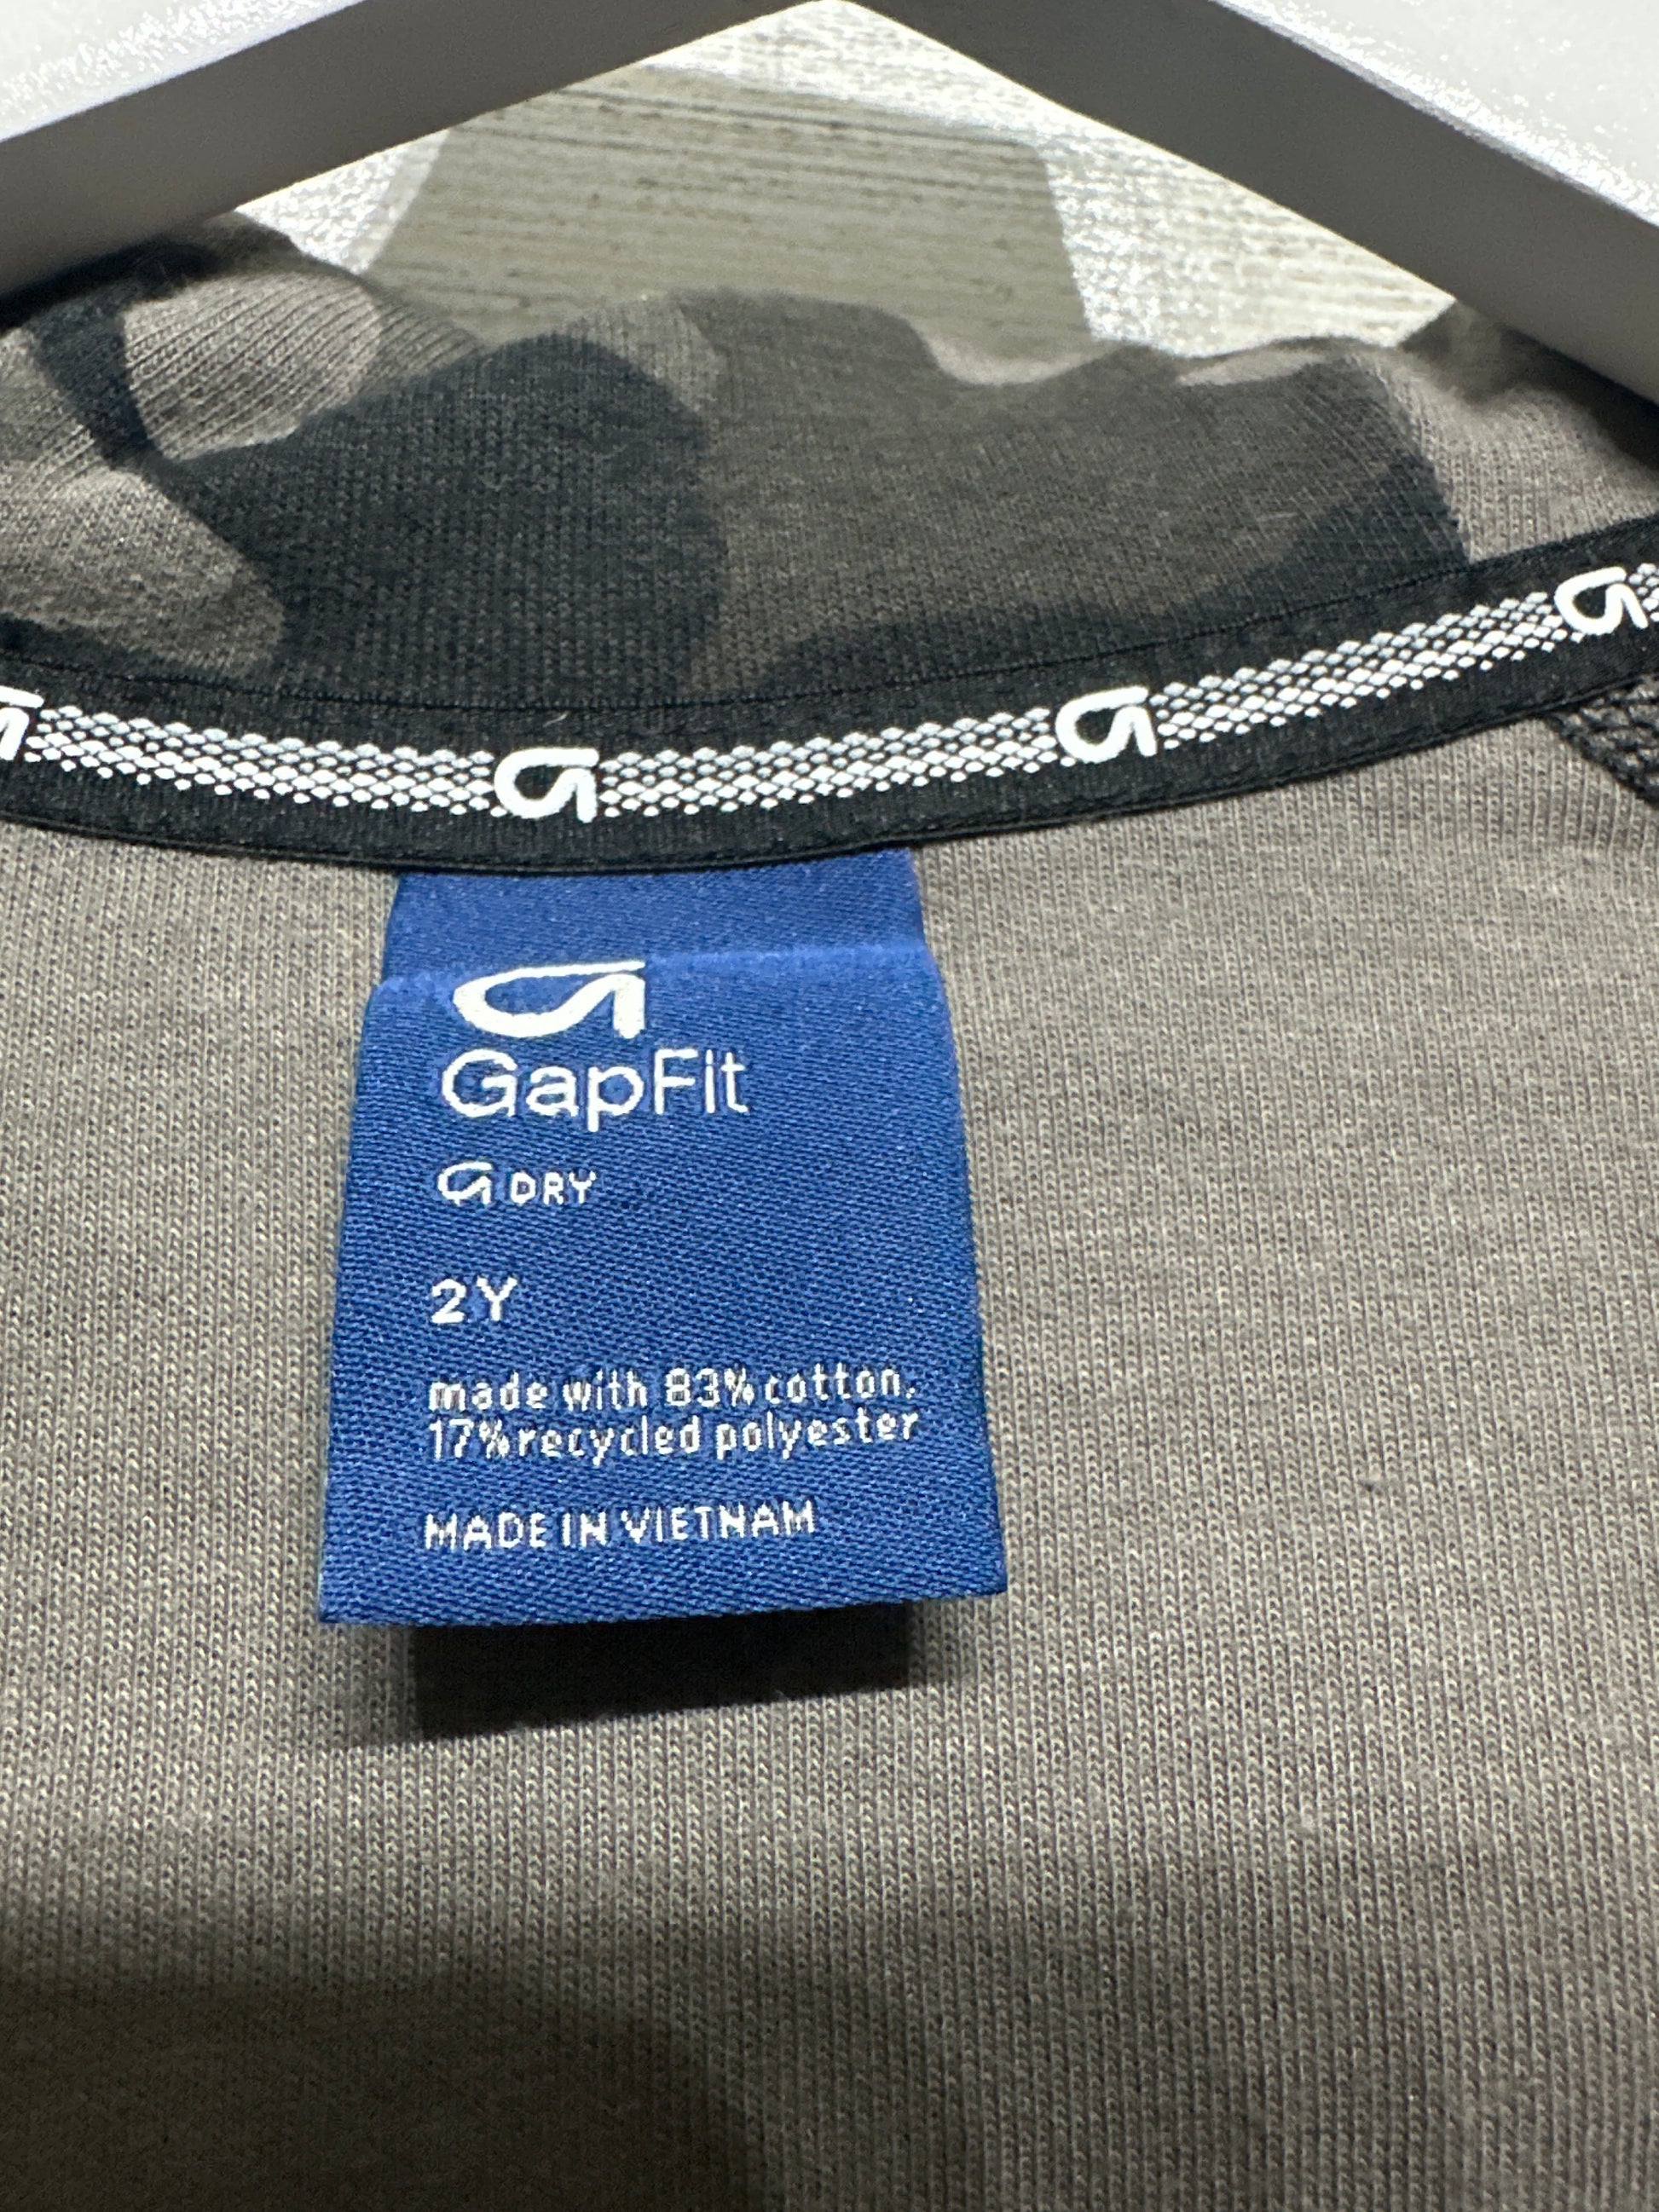 GapFit
DRY
2Y
made with 83% cotton,
17% recycled polyester
MADE IN VIETNAM